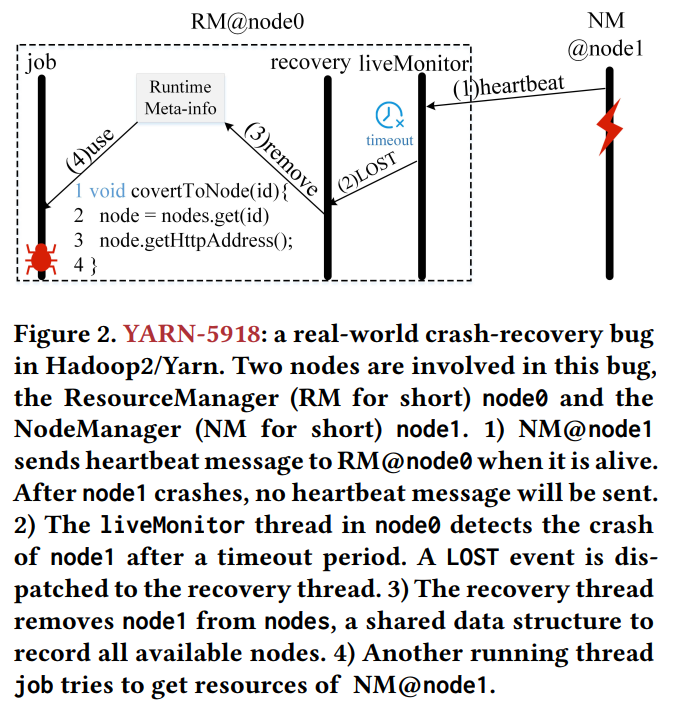 RM@node0
NM
@node1
job
recovery
liveMonitor
Runtime
Meta-info
(1)heartbeat
timeout
(2)LOST
(3)remove
(4)use
1 void covertToNode(id){
2 node = nodes.get(id)
3 node.getHttpAddress();
4 }
Figure 2. YARN-5918: a real-world crash-recovery bug
in Hadoop2/Yarn. Two nodes are involved in this bug,
the ResourceManager (RM for short) node0 and the
NodeManager (NM for short) node1. 1) NM@node1
sends heartbeat message to RM@node0 when it is alive.
After node1 crashes, no heartbeat message will be sent.
2) The liveMonitor thread in node0 detects the crash
of node1 after a timeout period. A LOST event is dis-
patched to the recovery thread. 3) The recovery thread
removes node1 from nodes, a shared data structure to
record all available nodes. 4) Another running thread
job tries to get resources of NM@node1.